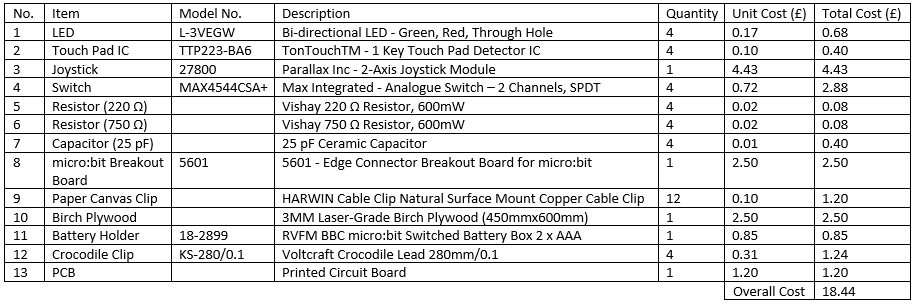 No. Item Model No. Description Quantity Unit Cost (£) Total Cost (£)
1 LED L-3VEGW Bi-directional LED - Green, Red, Through Hole 4 0.17 0.68
2 Touch Pad IC TTP223-BA6 TonTouchTM - 1 Key Touch Pad Detector IC 4 0.10 0.40
3 Joystick 27800 Parallax Inc - 2-Axis Joystick Module 1 4.43 4.43
4 Switch MAX4544CSA+ Max Integrated - Analogue Switch – 2 Channels, SPDT 4 0.72 2.88
5 Resistor (220 Ω) Vishay 220 Ω Resistor, 600mW 4 0.02 0.08
6 Resistor (750 Ω) Vishay 750 Ω Resistor, 600mW 4 0.02 0.08
7 Capacitor (25 pF) 25 pF Ceramic Capacitor 4 0.01 0.40
8 micro:bit Breakout 5601 5601 - Edge Connector Breakout Board for micro:bit 1 2.50 2.50
Board
9 Paper Canvas Clip HARWIN Cable Clip Natural Surface Mount Copper Cable Clip 12 0.10 1.20
10 Birch Plywood 3MM Laser-Grade Birch Plywood (450mmx600mm) 1 2.50 2.50
11 Battery Holder 18-2899 RVFM BBC micro:bit Switched Battery Box 2 x AAA 1 0.85 0.85
12 Crocodile Clip KS-280/0.1 Voltcraft Crocodile Lead 280mm/0.1 4 0.31 1.24
13 PCB Printed Circuit Board 1 1.20 1.20
Overall Cost 18.44